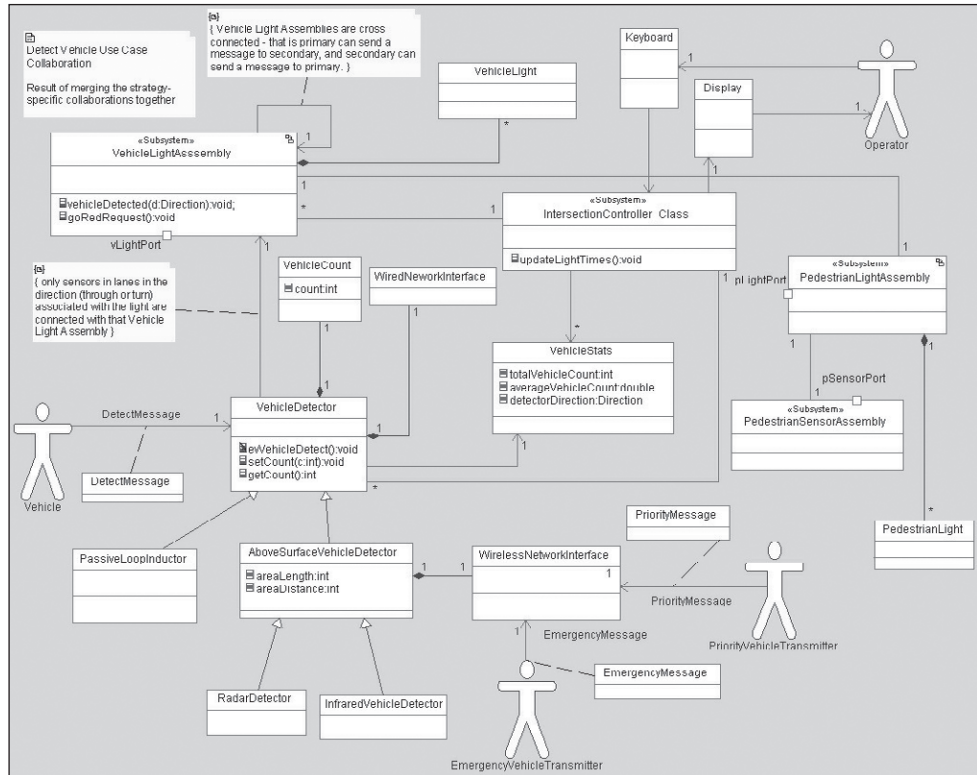 Detect Vehicle Use Case
Collaboration
Result of merging the strategy-
specific collaborations together
{ Vehicle Light Assemblies are cross
connected - that is primary can send a
message to secondary, and secondary can
send a message to primary. }
VehicleLight
Keyboard
Display
1
1
Operator
«Subsystem»
VehicleLightAsssembly
vehicleDetected(d:Direction):void;
goRedRequest():void
vLightPort
1
1
*
1
1
*
1
«Subsystem»
IntersectionController_Class
updateLightTimes():void
1
1
1
«Subsystem»
PedestrianLightAssembly
pLightPort
1
1
1
pSensorPort
«Subsystem»
PedestrianSensorAssembly
*
PedestrianLight
{ only sensors in lanes in the
direction (through or turn)
associated with the light are
connected with that Vehicle
Light Assembly }
VehicleCount
count:int
1
WiredNeworkInterface
1
*
VehicleStats
totalVehicleCount:int
averageVehicleCount:double
detectorDirection:Direction
1
DetectMessage
1
DetectMessage
Vehicle
VehicleDetector
evVehicleDetect():void
setCount(c:int):void
getCount():int
1
*
PassiveLoopInductor
AboveSurfaceVehicleDetector
areaLength:int
areaDistance:int
1
1
WirelessNetworkInterface
1
PriorityMessage
PriorityMessage
PriorityVehicleTransmitter
1
EmergencyMessage
EmergencyMessage
RadarDetector
InfraredVehicleDetector
EmergencyVehicleTransmitter